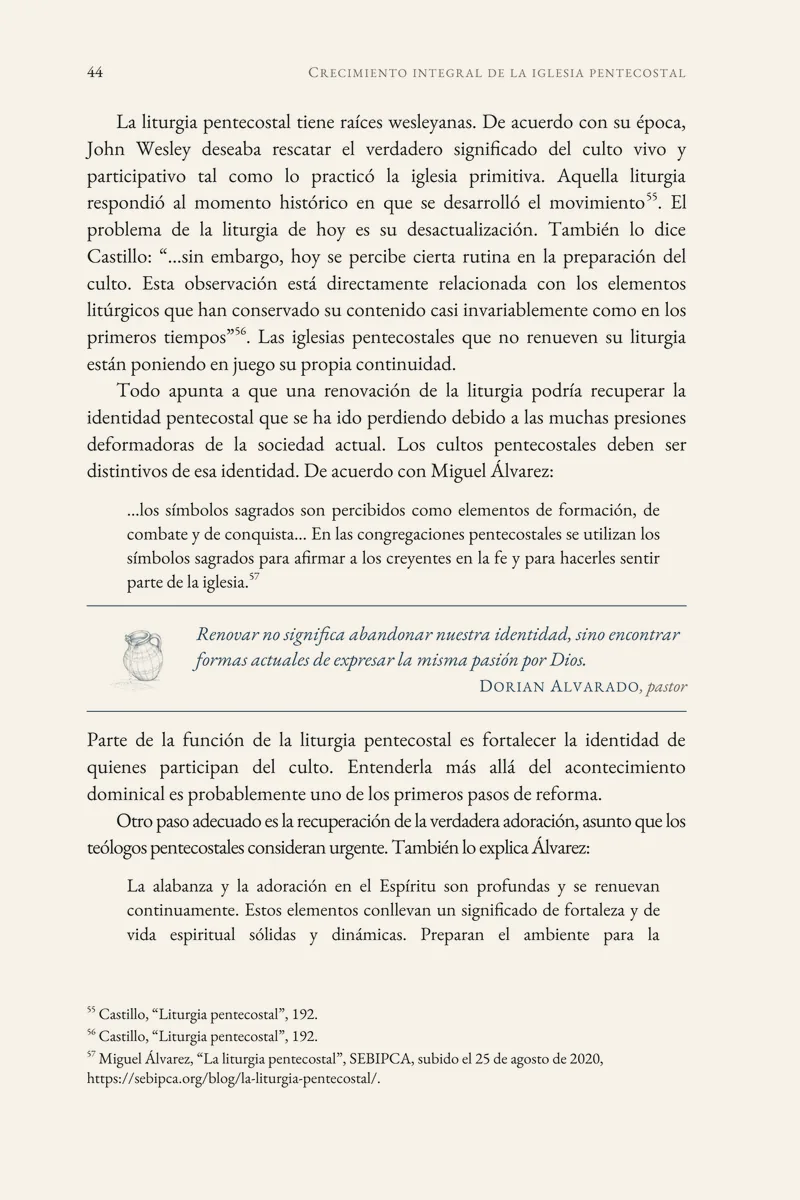 44
CRECIMIENTO INTEGRAL DE LA IGLESIA PENTECOSTAL
La liturgia pentecostal tiene raíces wesleyanas. De acuerdo con su época,
John Wesley deseaba rescatar el verdadero significado del culto vivo y
participativo tal como lo practicó la iglesia primitiva. Aquella liturgia
respondió al momento histórico en que se desarrolló el movimiento⁵⁵. El
problema de la liturgia de hoy es su desactualización. También lo dice
Castillo: “...sin embargo, hoy se percibe cierta rutina en la preparación del
culto. Esta observación está directamente relacionada con los elementos
litúrgicos que han conservado su contenido casi invariablemente como en los
primeros tiempos”⁵⁶. Las iglesias pentecostales que no renueven su liturgia
están poniendo en juego su propia continuidad.
Todo apunta a que una renovación de la liturgia podría recuperar la
identidad pentecostal que se ha ido perdiendo debido a las muchas presiones
deformadoras de la sociedad actual. Los cultos pentecostales deben ser
distintivos de esa identidad. De acuerdo con Miguel Álvarez:
...los símbolos sagrados son percibidos como elementos de formación, de
combate y de conquista... En las congregaciones pentecostales se utilizan los
símbolos sagrados para afirmar a los creyentes en la fe y para hacerles sentir
parte de la iglesia.⁵⁷
Renovar no significa abandonar nuestra identidad, sino encontrar
formas actuales de expresar la misma pasión por Dios.
DORIAN ALVARADO, pastor
Parte de la función de la liturgia pentecostal es fortalecer la identidad de
quienes participan del culto. Entenderla más allá del acontecimiento
dominical es probablemente uno de los primeros pasos de reforma.
Otro paso adecuado es la recuperación de la verdadera adoración, asunto que los
teólogos pentecostales consideran urgente. También lo explica Álvarez:
La alabanza y la adoración en el Espíritu son profundas y se renuevan
continuamente. Estos elementos conllevan un significado de fortaleza y de
vida espiritual sólidas y dinámicas. Preparan el ambiente para la
⁵⁵ Castillo, “Liturgia pentecostal”, 192.
⁵⁶ Castillo, “Liturgia pentecostal”, 192.
⁵⁷ Miguel Álvarez, “La liturgia pentecostal”, SEBIPCA, subido el 25 de agosto de 2020,
https://sebipca.org/blog/la-liturgia-pentecostal/.